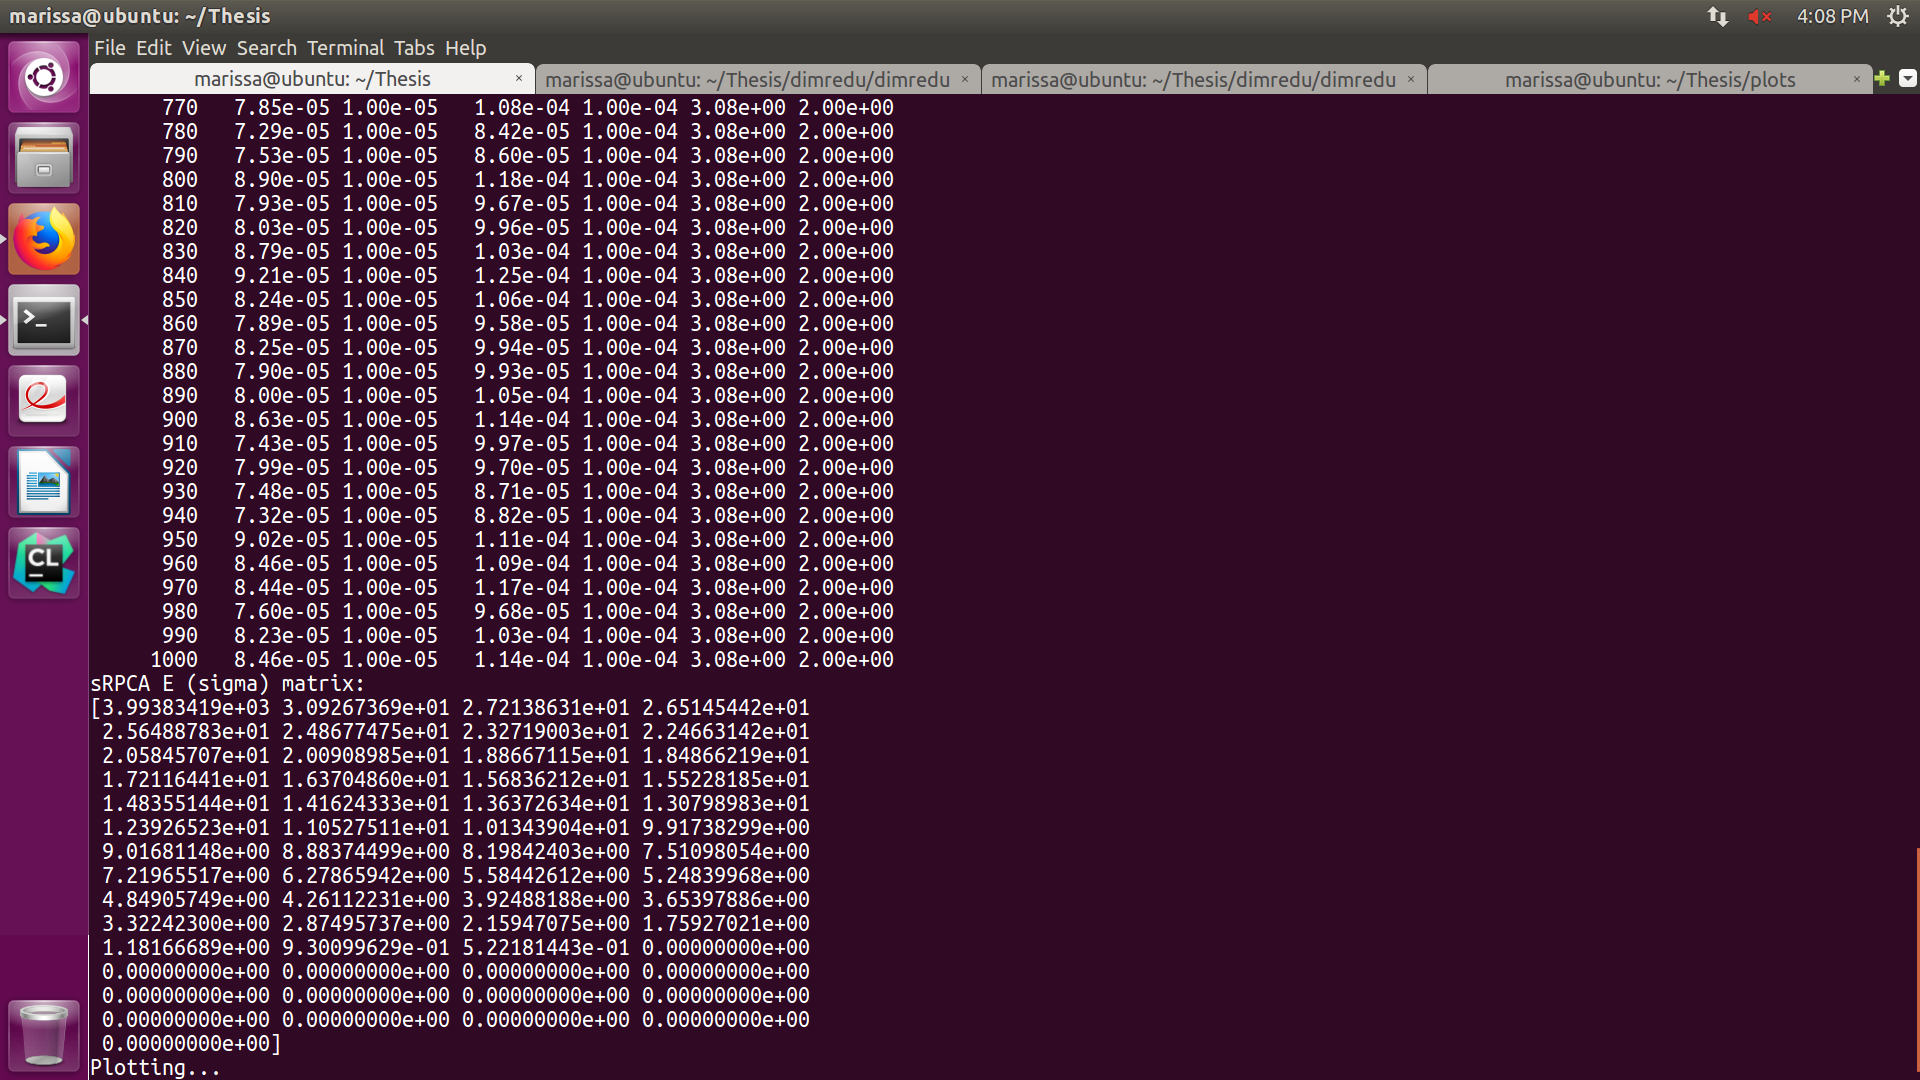 marissa@ubuntu: ~/Thesis
4:08 PM
File Edit View Search Terminal Tabs Help
marissa@ubuntu: ~/Thesis × marissa@ubuntu: ~/Thesis/dimredu/dimredu × marissa@ubuntu: ~/Thesis/dimredu/dimredu × marissa@ubuntu: ~/Thesis/plots ×
770 7.85e-05 1.00e-05 1.08e-04 1.00e-04 3.08e+00 2.00e+00
780 7.29e-05 1.00e-05 8.42e-05 1.00e-04 3.08e+00 2.00e+00
790 7.53e-05 1.00e-05 8.60e-05 1.00e-04 3.08e+00 2.00e+00
800 8.90e-05 1.00e-05 1.18e-04 1.00e-04 3.08e+00 2.00e+00
810 7.93e-05 1.00e-05 9.67e-05 1.00e-04 3.08e+00 2.00e+00
820 8.03e-05 1.00e-05 9.96e-05 1.00e-04 3.08e+00 2.00e+00
830 8.79e-05 1.00e-05 1.03e-04 1.00e-04 3.08e+00 2.00e+00
840 9.21e-05 1.00e-05 1.25e-04 1.00e-04 3.08e+00 2.00e+00
850 8.24e-05 1.00e-05 1.06e-04 1.00e-04 3.08e+00 2.00e+00
860 7.89e-05 1.00e-05 9.58e-05 1.00e-04 3.08e+00 2.00e+00
870 8.25e-05 1.00e-05 9.94e-05 1.00e-04 3.08e+00 2.00e+00
880 7.90e-05 1.00e-05 9.93e-05 1.00e-04 3.08e+00 2.00e+00
890 8.00e-05 1.00e-05 1.05e-04 1.00e-04 3.08e+00 2.00e+00
900 8.63e-05 1.00e-05 1.14e-04 1.00e-04 3.08e+00 2.00e+00
910 7.43e-05 1.00e-05 9.97e-05 1.00e-04 3.08e+00 2.00e+00
920 7.99e-05 1.00e-05 9.70e-05 1.00e-04 3.08e+00 2.00e+00
930 7.48e-05 1.00e-05 8.71e-05 1.00e-04 3.08e+00 2.00e+00
940 7.32e-05 1.00e-05 8.82e-05 1.00e-04 3.08e+00 2.00e+00
950 9.02e-05 1.00e-05 1.11e-04 1.00e-04 3.08e+00 2.00e+00
960 8.46e-05 1.00e-05 1.09e-04 1.00e-04 3.08e+00 2.00e+00
970 8.44e-05 1.00e-05 1.17e-04 1.00e-04 3.08e+00 2.00e+00
980 7.60e-05 1.00e-05 9.68e-05 1.00e-04 3.08e+00 2.00e+00
990 8.23e-05 1.00e-05 1.03e-04 1.00e-04 3.08e+00 2.00e+00
1000 8.46e-05 1.00e-05 1.14e-04 1.00e-04 3.08e+00 2.00e+00
sRPCA E (sigma) matrix:
[3.99383419e+03 3.09267369e+01 2.72138631e+01 2.65145442e+01
2.56488783e+01 2.48677475e+01 2.32719003e+01 2.24663142e+01
2.05845707e+01 2.00908985e+01 1.88667115e+01 1.84866219e+01
1.72116441e+01 1.63704860e+01 1.56836212e+01 1.55228185e+01
1.48355144e+01 1.41624333e+01 1.36372634e+01 1.30798983e+01
1.23926523e+01 1.10527511e+01 1.01343904e+01 9.91738299e+00
9.01681148e+00 8.88374499e+00 8.19842403e+00 7.51098054e+00
7.21965517e+00 6.27865942e+00 5.58442612e+00 5.24839968e+00
4.84905749e+00 4.26112231e+00 3.92488188e+00 3.65397886e+00
3.32242300e+00 2.87495737e+00 2.15947075e+00 1.75927021e+00
1.18166689e+00 9.30099629e-01 5.22181443e-01 0.00000000e+00
0.00000000e+00 0.00000000e+00 0.00000000e+00 0.00000000e+00
0.00000000e+00 0.00000000e+00 0.00000000e+00 0.00000000e+00
0.00000000e+00 0.00000000e+00 0.00000000e+00 0.00000000e+00
0.00000000e+00]
Plotting...
>_
CL